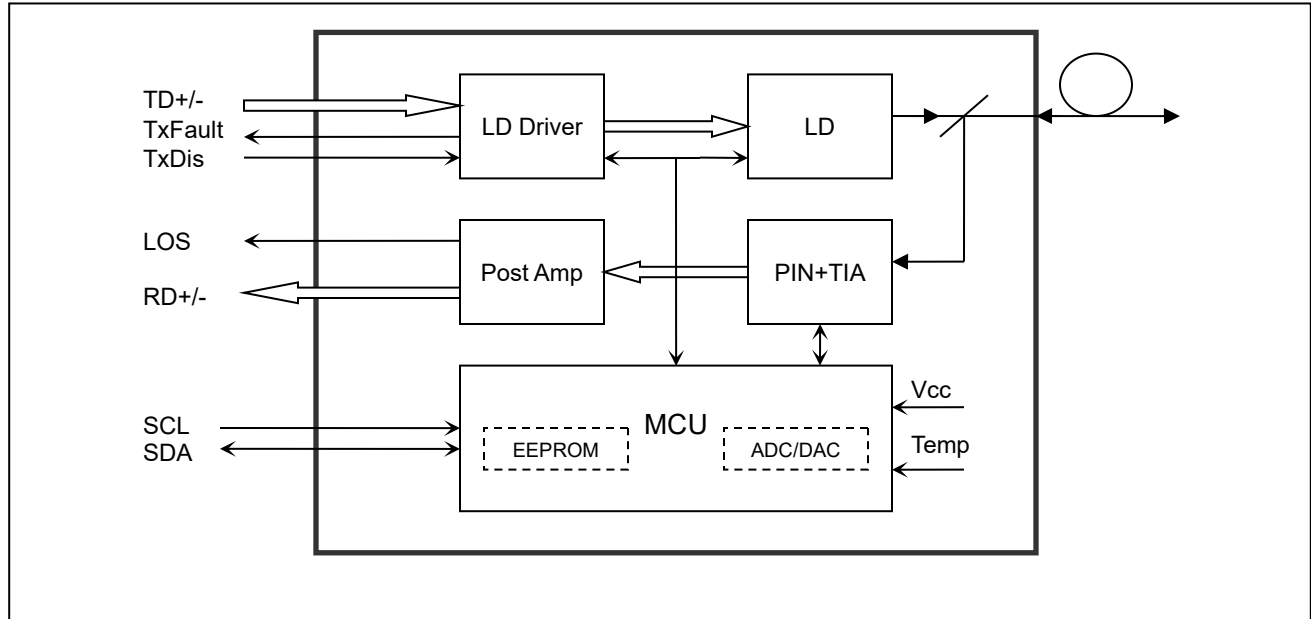 TD+/-
TxFault
TxDis
LD Driver
LD
LOS
RD+/-
Post Amp
PIN+TIA
SCL
SDA
MCU
EEPROM
ADC/DAC
Vcc
Temp